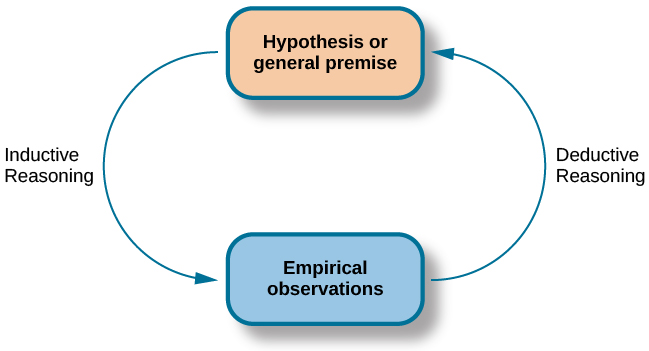 Hypothesis or
general premise
Inductive
Reasoning
Deductive
Reasoning
Empirical
observations